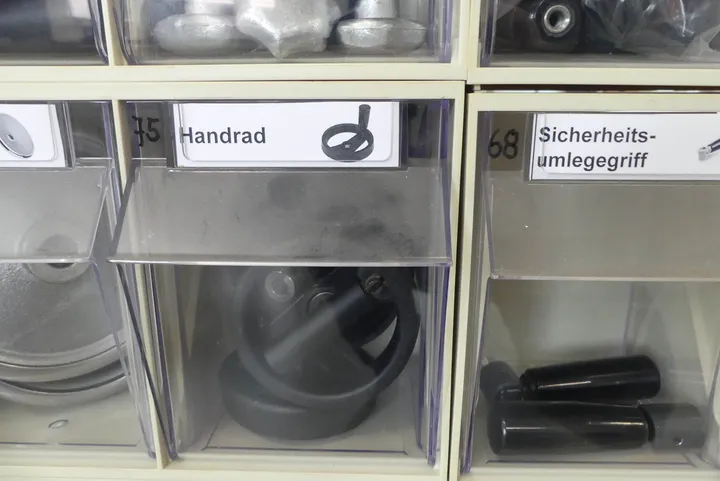 75
Handrad
68
Sicherheits-
umlegegriff